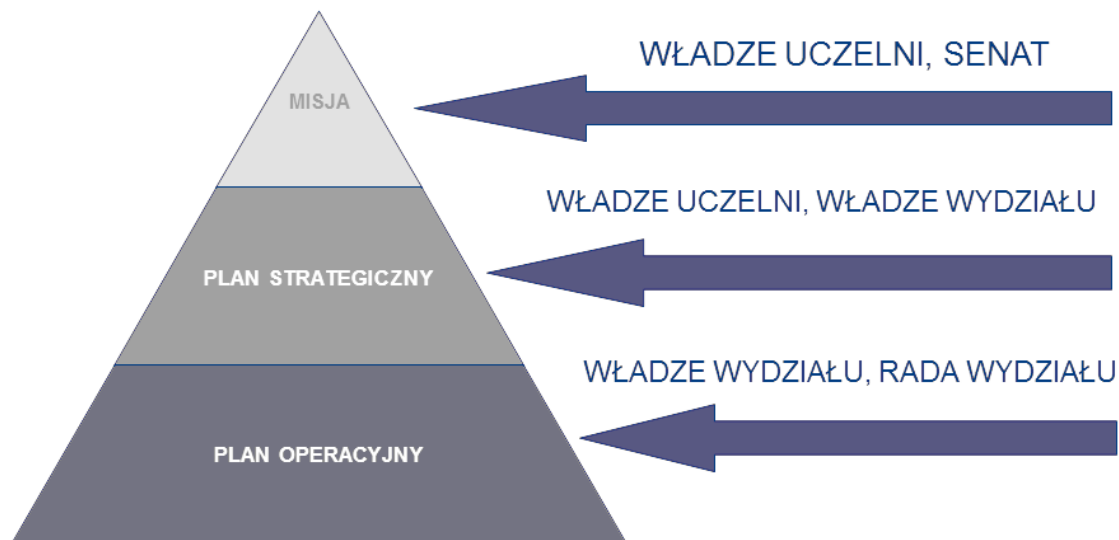 WŁADZE UCZELNI, SENAT
MISJA
WŁADZE UCZELNI, WŁADZE WYDZIAŁU
PLAN STRATEGICZNY
WŁADZE WYDZIAŁU, RADA WYDZIAŁU
PLAN OPERACYJNY